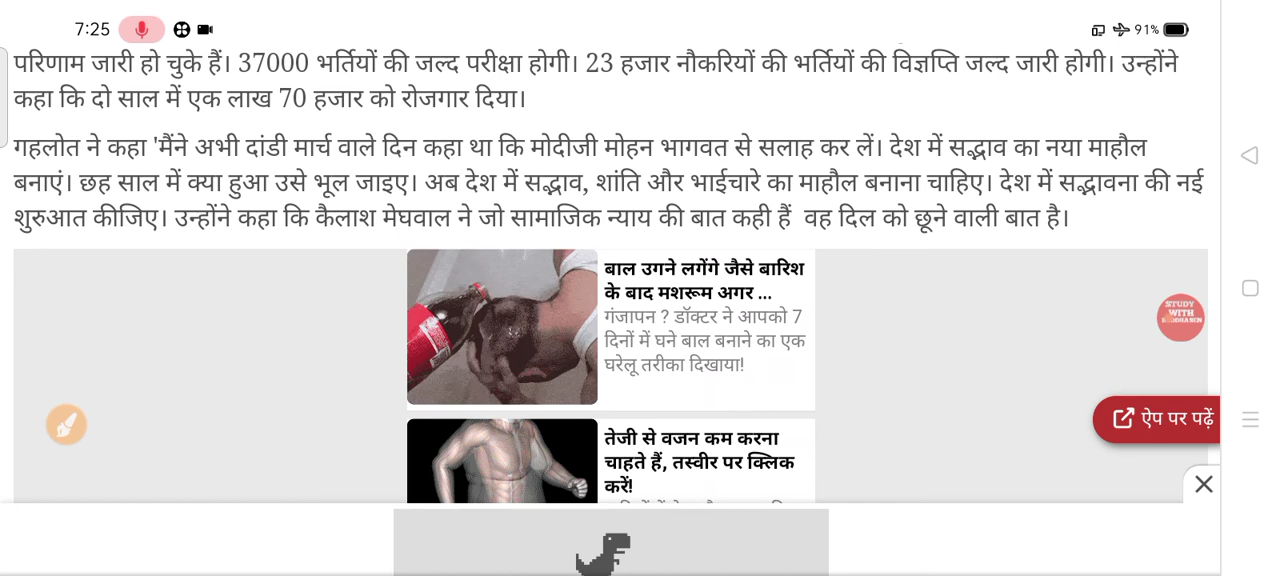 7:25
91%
परिणाम जारी हो चुके हैं। 37000 भर्तियों की जल्द परीक्षा होगी। 23 हजार नौकरियों की भर्तियों की विज्ञप्ति जल्द जारी होगी। उन्होंने
कहा कि दो साल में एक लाख 70 हजार को रोजगार दिया।
गहलोत ने कहा 'मैंने अभी दांडी मार्च वाले दिन कहा था कि मोदीजी मोहन भागवत से सलाह कर लें। देश में सद्भाव का नया माहौल
बनाएं। छह साल में क्या हुआ उसे भूल जाइए। अब देश में सद्भाव, शांति और भाईचारे का माहौल बनाना चाहिए। देश में सद्भावना की नई
शुरुआत कीजिए। उन्होंने कहा कि कैलाश मेघवाल ने जो सामाजिक न्याय की बात कही हैं वह दिल को छूने वाली बात है।
बाल उगने लगेंगे जैसे बारिश
के बाद मशरूम अगर ...
गंजापन ? डॉक्टर ने आपको 7
दिनों में घने बाल बनाने का एक
घरेलू तरीका दिखाया!
STUDY
WITH
ऐप पर पढ़ें
तेजी से वजन कम करना
चाहते हैं, तस्वीर पर क्लिक
करें!